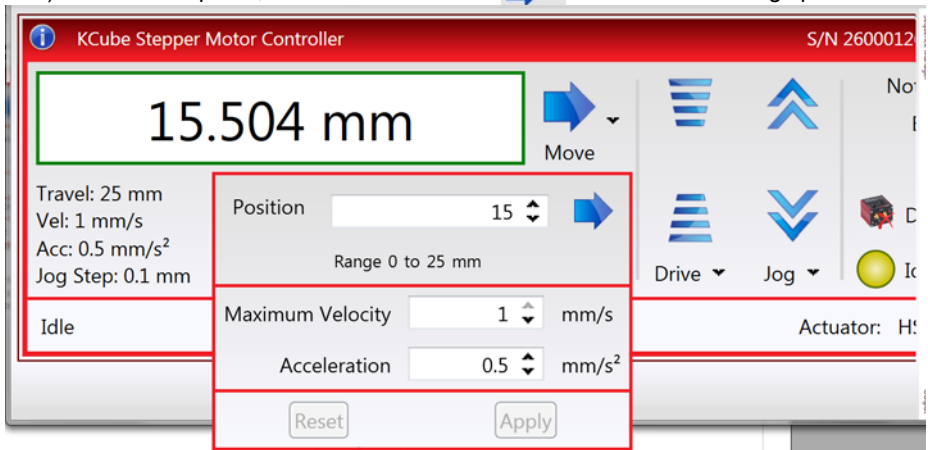 KCube Stepper Motor Controller
S/N 2600012
15.504 mm
Move
Travel: 25 mm
Vel: 1 mm/s
Acc: 0.5 mm/s²
Jog Step: 0.1 mm
Position
15
Range 0 to 25 mm
Drive
Jog
Maximum Velocity 1 mm/s
Acceleration 0.5 mm/s²
Idle
Actuator:
Reset
Apply